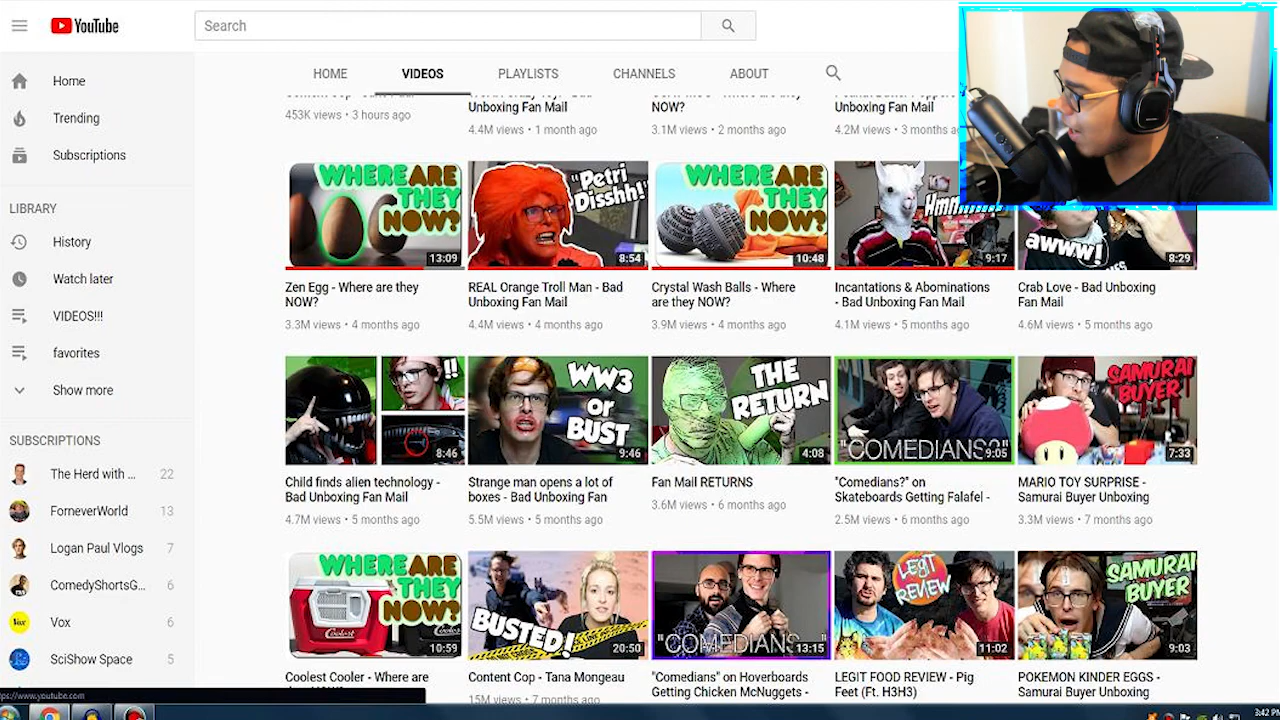 YouTube
Search
HOME
VIDEOS
PLAYLISTS
CHANNELS
ABOUT
Home
Trending
Subscriptions
LIBRARY
History
Watch later
VIDEOS!!!
favorites
Show more
SUBSCRIPTIONS
The Herd with ... 22
ForneverWorld 13
Logan Paul Vlogs 7
ComedyShortsG... 6
Vox 6
SciShow Space 5
453K views • 3 hours ago
Unboxing Fan Mail
4.4M views • 1 month ago
NOW?
3.1M views • 2 months ago
Unboxing Fan Mail
4.2M views • 3 months
WHERE ARE
THEY
NOW?
13:09
Zen Egg - Where are they
NOW?
3.3M views • 4 months ago
"Petri
Disshh!"
8:54
REAL Orange Troll Man - Bad
Unboxing Fan Mail
4.4M views • 4 months ago
WHERE ARE
THEY
NOW?
10:48
Crystal Wash Balls - Where
are they NOW?
3.9M views • 4 months ago
9:17
Incantations & Abominations
- Bad Unboxing Fan Mail
4.1M views • 5 months ago
awww!
8:29
Crab Love - Bad Unboxing
Fan Mail
4.6M views • 5 months ago
!!
8:46
Child finds alien technology -
Bad Unboxing Fan Mail
4.7M views • 5 months ago
WW3
or
BUST
9:46
Strange man opens a lot of
boxes - Bad Unboxing Fan
5.5M views • 5 months ago
THE
RETURN
4:08
Fan Mail RETURNS
3.6M views • 6 months ago
"COMEDIANS?"
9:05
"Comedians?" on
Skateboards Getting Falafel -
2.5M views • 6 months ago
SAMURAI
BUYER
7:33
MARIO TOY SURPRISE -
Samurai Buyer Unboxing
3.3M views • 7 months ago
WHERE ARE
THEY
NOW?
Coolest
10:59
Coolest Cooler - Where are
BUSTED!
20:50
Content Cop - Tana Mongeau
15M views • 7 months ago
"COMEDIANS
13:15
"Comedians" on Hoverboards
Getting Chicken McNuggets -
LEGIT
REVIEW
11:02
LEGIT FOOD REVIEW - Pig
Feet (Ft. H3H3)
SAMURAI
BUYER
9:03
POKEMON KINDER EGGS -
Samurai Buyer Unboxing
ps://www.youtube.com
3:42 PM